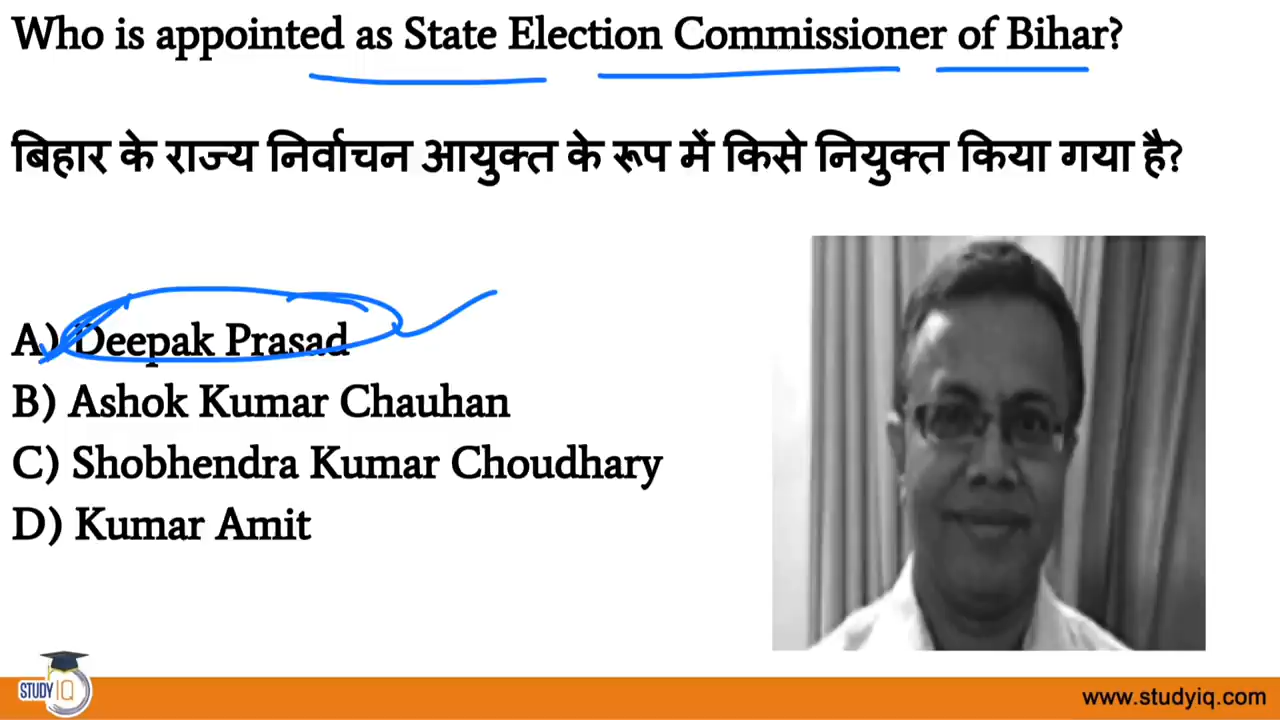 Who is appointed as State Election Commissioner of Bihar?
बिहार के राज्य निर्वाचन आयुक्त के रूप में किसे नियुक्त किया गया है?
A) Deepak Prasad
B) Ashok Kumar Chauhan
C) Shobhendra Kumar Choudhary
D) Kumar Amit
STUDY IQ
www.studyiq.com